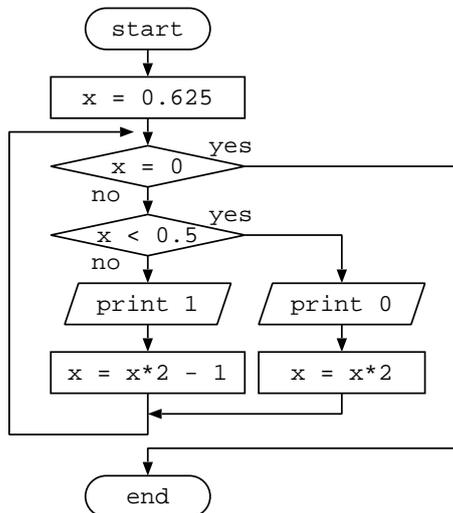 start
x = 0.625
yes
x = 0
no
yes
x < 0.5
no
print 1
print 0
x = x*2 - 1
x = x*2
end